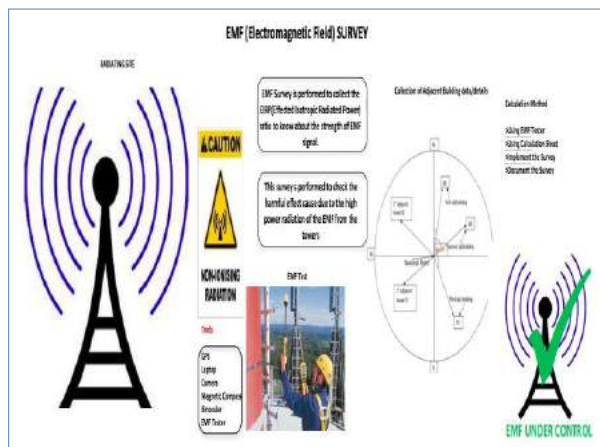 EMF (Electromagnetic Field) SURVEY
RADIATING SITE
EMF Survey is performed to collect the
EIRP(Effected Isotropic Radiated Power)
ratio to know about the strength of EMF
signal.
Collection of Adjacent Building data/details
Calculation Method
Using EMF Tester
Using Calculation Sheet
Implement the Survey
Document the Survey
CAUTION
This survey is performed to check the
harmful effect cause due to the high
power radiation of the EMF from the
towers
NON-IONISING
RADIATION
EMF Test
Tools
GPS
Laptop
Camera
Magnetic Compass
Binocular
EMF Tester
EMF UNDER CONTROL